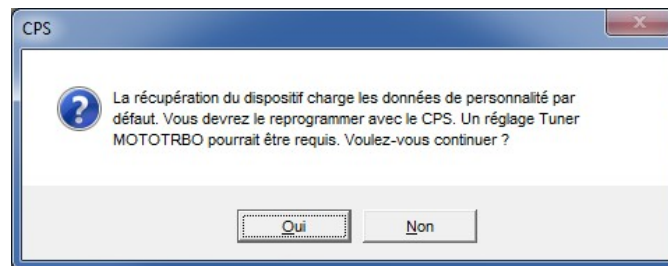 CPS
La récupération du dispositif charge les données de personnalité par
défaut. Vous devrez le reprogrammer avec le CPS. Un réglage Tuner
MOTOTRBO pourrait être requis. Voulez-vous continuer ?
Oui
Non